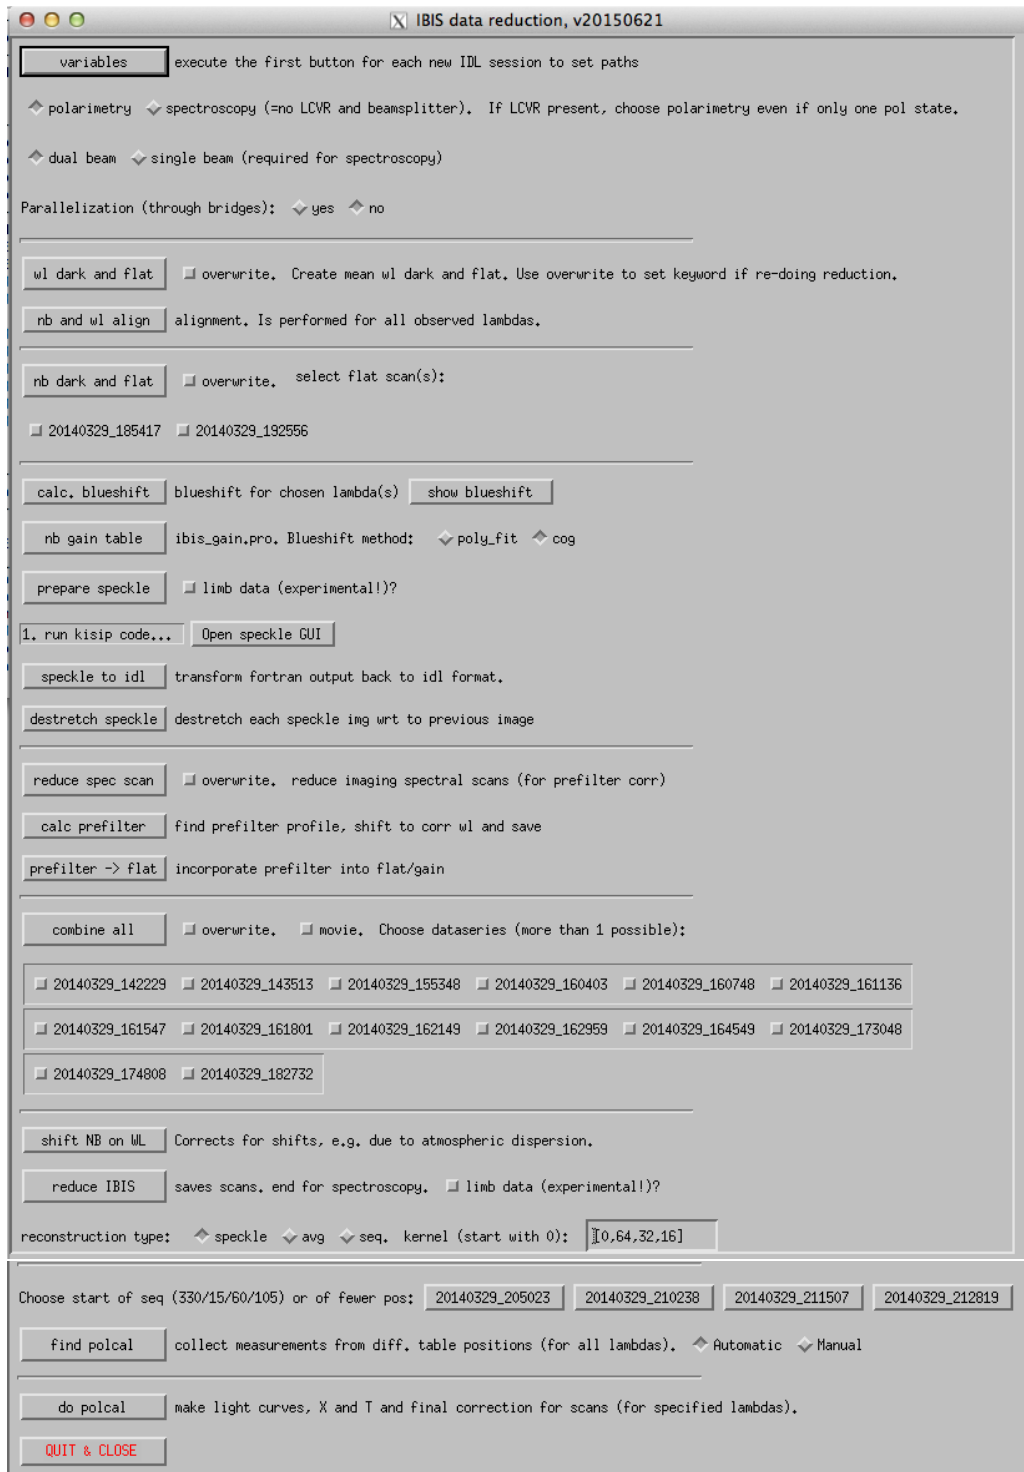 X IBIS data reduction, v20150621
variables execute the first button for each new IDL session to set paths
polarimetry spectroscopy (=no LCVR and beamsplitter). If LCVR present, choose polarimetry even if only one pol state.
dual beam single beam (required for spectroscopy)
Parallelization (through bridges): yes no
wl dark and flat overwrite. Create mean wl dark and flat. Use overwrite to set keyword if re-doing reduction.
nb and wl align alignment. Is performed for all observed lambdas.
nb dark and flat overwrite. select flat scan(s):
20140329_185417 20140329_192556
calc. blueshift blueshift for chosen lambda(s) show blueshift
nb gain table ibis_gain.pro. Blueshift method: poly_fit cog
prepare speckle limb data (experimental!)?
1. run kisip code... Open speckle GUI
speckle to idl transform fortran output back to idl format.
destretch speckle destretch each speckle img wrt to previous image
reduce spec scan overwrite. reduce imaging spectral scans (for prefilter corr)
calc prefilter find prefilter profile, shift to corr wl and save
prefilter -> flat incorporate prefilter into flat/gain
combine all overwrite. movie. Choose dataseries (more than 1 possible):
20140329_142229 20140329_143513 20140329_155348 20140329_160403 20140329_160748 20140329_161136
20140329_161547 20140329_161801 20140329_162149 20140329_162959 20140329_164549 20140329_173048
20140329_174808 20140329_182732
shift NB on WL Corrects for shifts, e.g. due to atmospheric dispersion.
reduce IBIS saves scans. end for spectroscopy. limb data (experimental!)?
reconstruction type: speckle avg seq. kernel (start with 0): [0,64,32,16]
Choose start of seq (330/15/60/105) or of fewer pos: 20140329_205023 20140329_210238 20140329_211507 20140329_212819
find polcal collect measurements from diff. table positions (for all lambdas). Automatic Manual
do polcal make light curves, X and T and final correction for scans (for specified lambdas).
QUIT & CLOSE